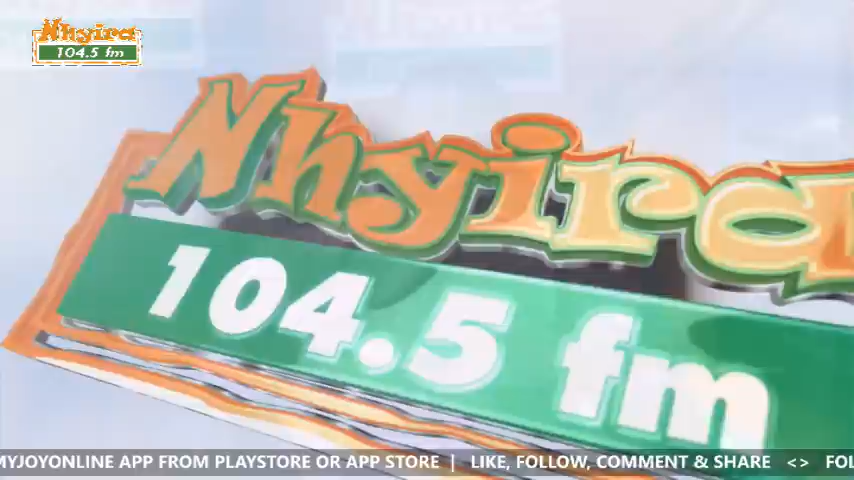 Nhyira
104.5 fm
Nhyira
104.5 fm
MYJOYONLINE APP FROM PLAYSTORE OR APP STORE | LIKE, FOLLOW, COMMENT & SHARE <> FOL